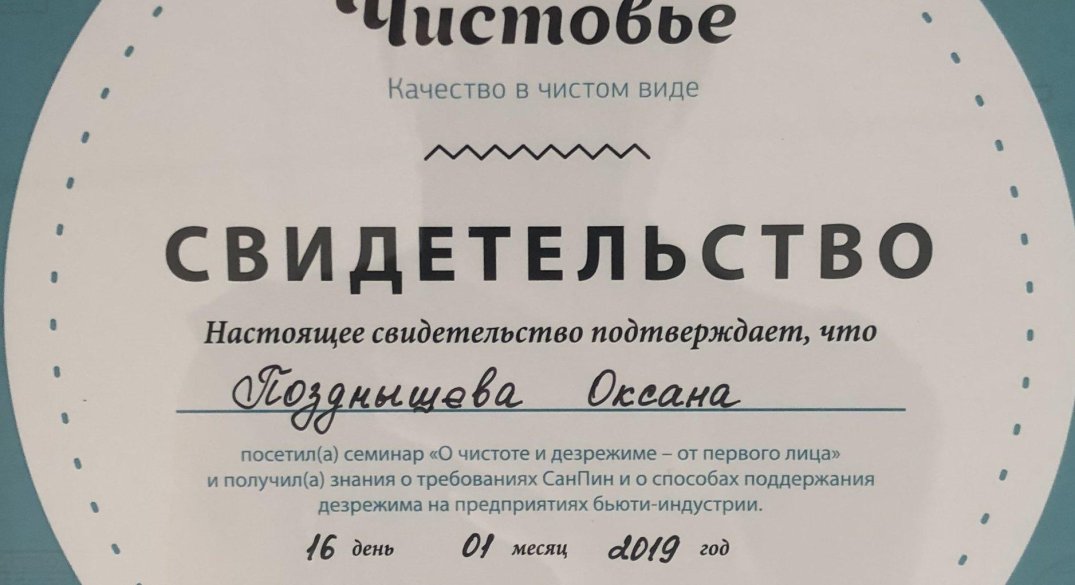 Чистовье
Качество в чистом виде
СВИДЕТЕЛЬСТВО
Настоящее свидетельство подтверждает, что
Позднышева Оксана
посетил(а) семинар «О чистоте и дезрежиме – от первого лица»
и получил(а) знания о требованиях СанПин и о способах поддержания
дезрежима на предприятиях бьюти-индустрии.
16 день 01 месяц 2019 год